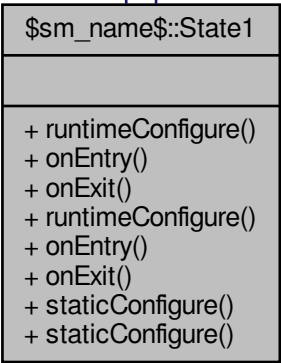 $sm_name$::State1
+ runtimeConfigure()
+ onEntry()
+ onExit()
+ runtimeConfigure()
+ onEntry()
+ onExit()
+ staticConfigure()
+ staticConfigure()